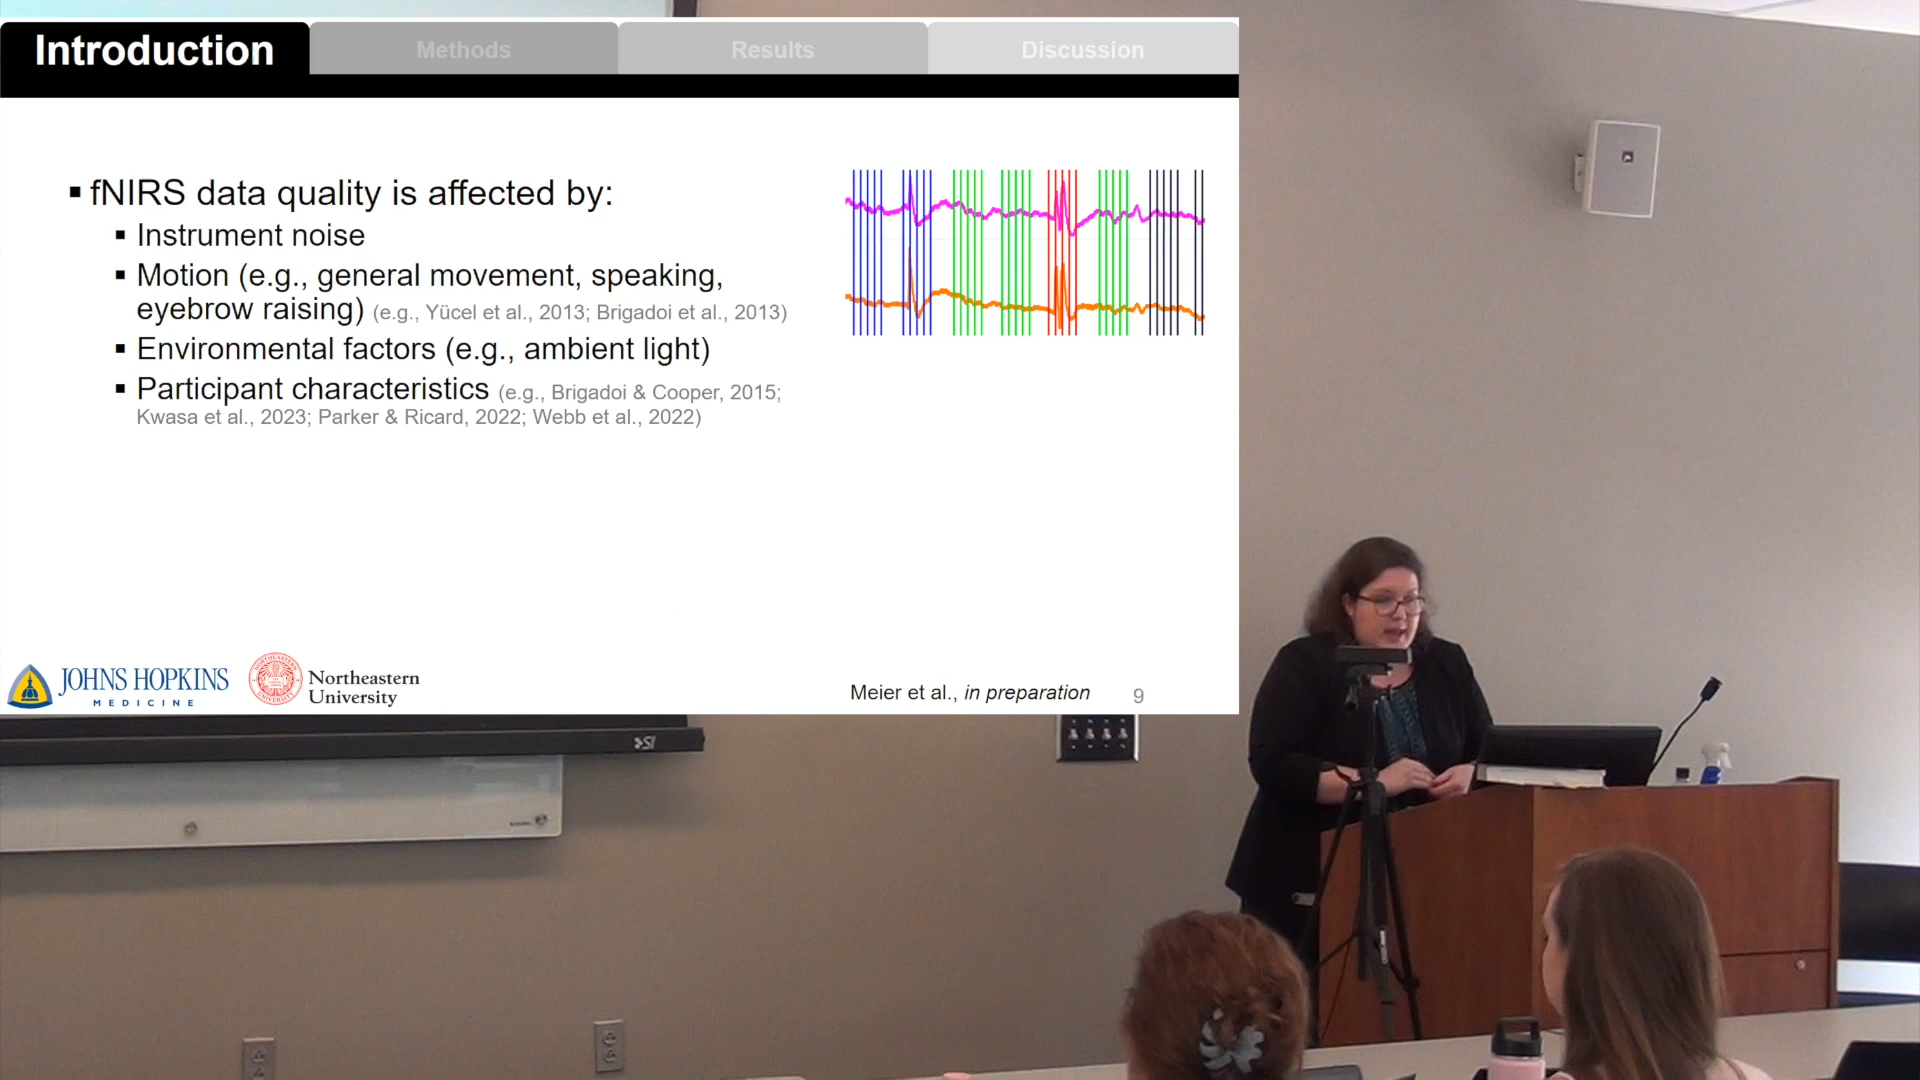 Introduction
Methods
Results
Discussion
fNIRS data quality is affected by:
Instrument noise
Motion (e.g., general movement, speaking,
eyebrow raising) (e.g., Yücel et al., 2013; Brigadoi et al., 2013)
Environmental factors (e.g., ambient light)
Participant characteristics (e.g., Brigadoi & Cooper, 2015;
Kwasa et al., 2023; Parker & Ricard, 2022; Webb et al., 2022)
JOHNS HOPKINS
MEDICINE
Northeastern
University
Meier et al., in preparation
9